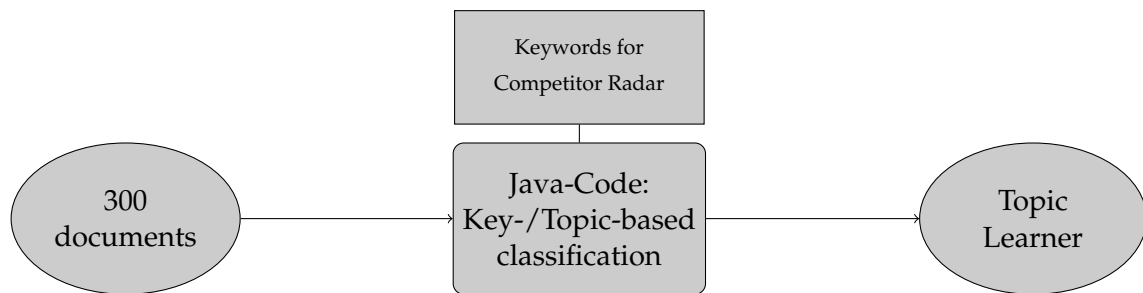 Keywords for
Competitor Radar
300
documents
Java-Code:
Key-/Topic-based
classification
Topic
Learner